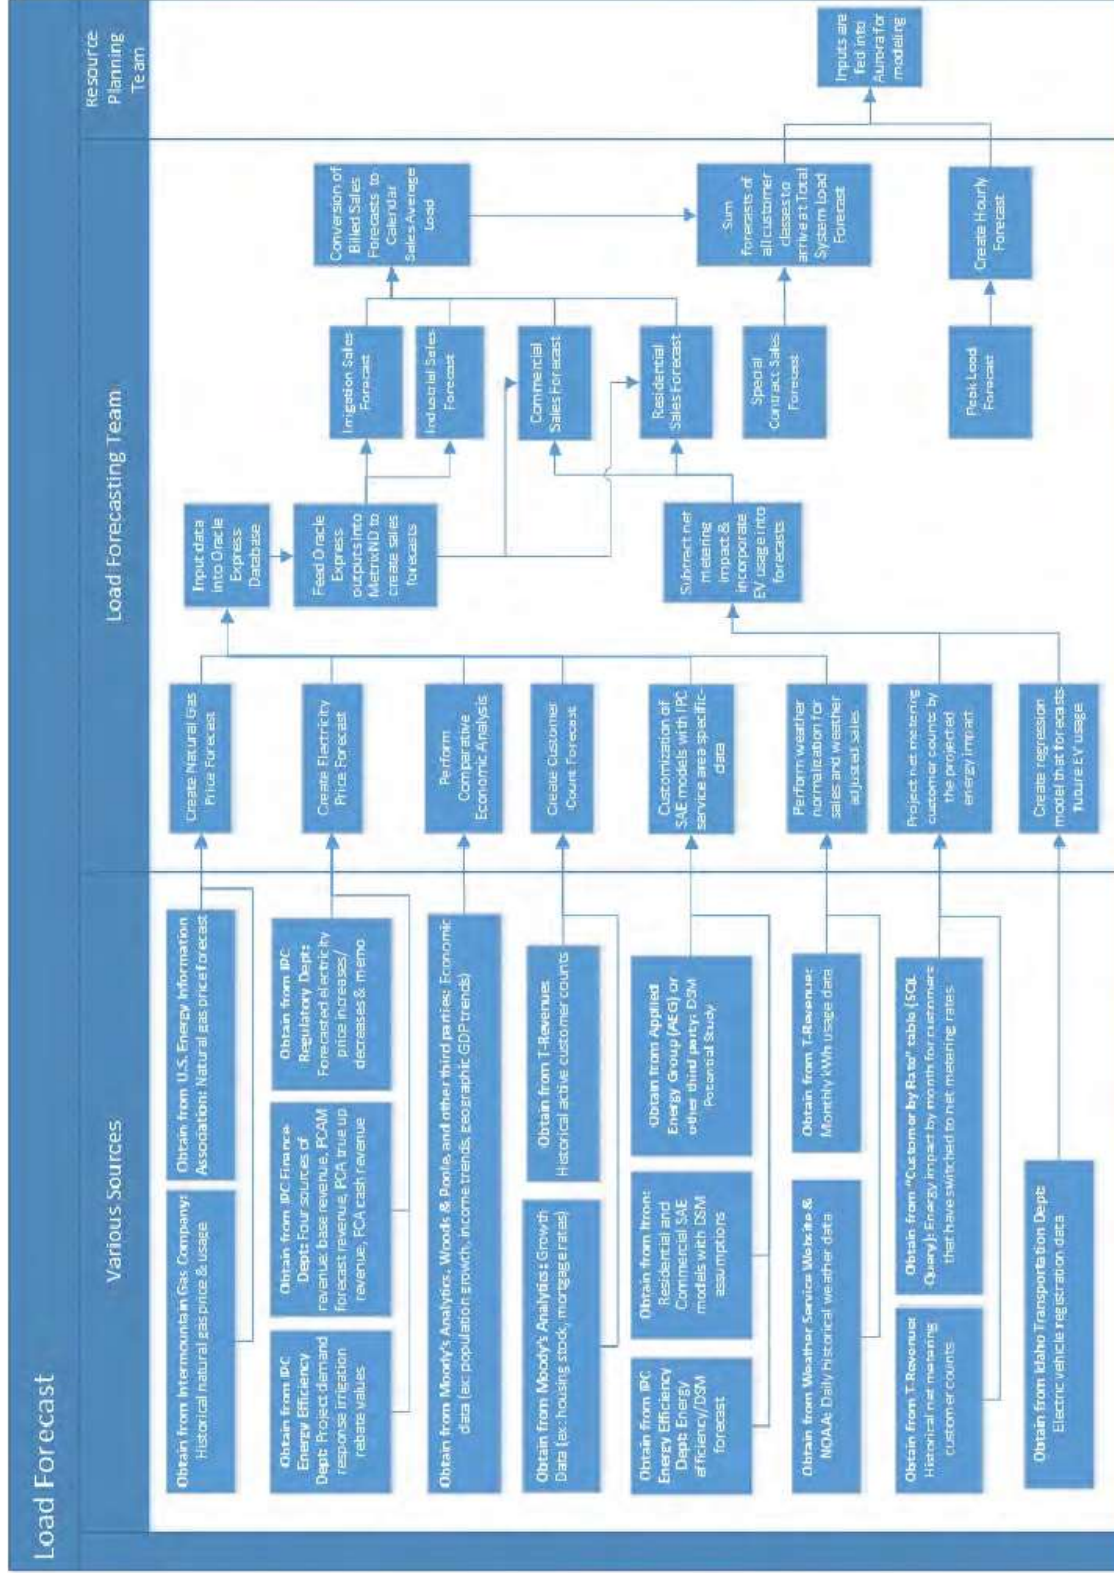 Load Forecast
Various Sources
Load Forecasting Team
Resource
Planning
Team
Obtain from Intermountain Gas Company:
Historical natural gas price & usage
Obtain from U.S. Energy Information
Association: Natural gas price forecast
Create Natural Gas
Price Forecast
Obtain from IPC
Energy Efficiency
Dept: Project demand
response irrigation
rebate values
Obtain from IPC Finance
Dept: Four sources of
revenue: base revenue, FCAM
forecast revenue, PCA true up
revenue, FCA cash revenue
Obtain from IPC
Regulatory Dept:
Forecasted electricity
price increases/
decreases & memo
Create Electricity
Price Forecast
Obtain from Moody's Analytics, Woods & Poole, and other third parties: Economic
data (ex: population growth, income trends, geographic GDP trends)
Perform
Comparative
Economic Analysis
Obtain from Moody's Analytics: Growth
Data (ex: housing stock, mortgage rates)
Obtain from T-Revenue:
Historical active customer counts
Create Customer
Count Forecast
Obtain from IPC
Energy Efficiency
Dept: Energy
efficiency/DSM
forecast
Obtain from Itron:
Residential and
Commercial SAE
models with DSM
assumptions
Obtain from Applied
Energy Group (AEG) or
other third party: DSM
Potential Study
Customization of
SAE models with IPC
service area specific-
data
Obtain from Weather Service Website &
NOAA: Daily historical weather data
Obtain from T-Revenue:
Monthly kWh usage data
Perform weather
normalization for
sales and weather
adjusted sales
Obtain from T-Revenue:
Historical net metering
customer counts
Obtain from "Customer by Rate" table (SQL
Query): Energy impact by month for customers
that have switched to net metering rates
Project net metering
customer counts by
the projected
energy impact
Obtain from Idaho Transportation Dept:
Electric vehicle registration data
Create regression
model that forecasts
future EV usage
Input data
into Oracle
Express
Database
Feed Oracle
Express
outputs into
MetrixND to
create sales
forecasts
Subtract net
metering
impact &
incorporate
EV usage into
forecasts
Irrigation Sales
Forecast
Industrial Sales
Forecast
Commercial
Sales Forecast
Residential
Sales Forecast
Special
Contract Sales
Forecast
Peak Load
Forecast
Conversion of
Billed Sales
Forecasts to
Calendar
Sales Average
Load
Sum
forecasts of
all customer
classes to
arrive at Total
System Load
Forecast
Create Hourly
Forecast
Inputs are
fed into
Aurora for
modeling